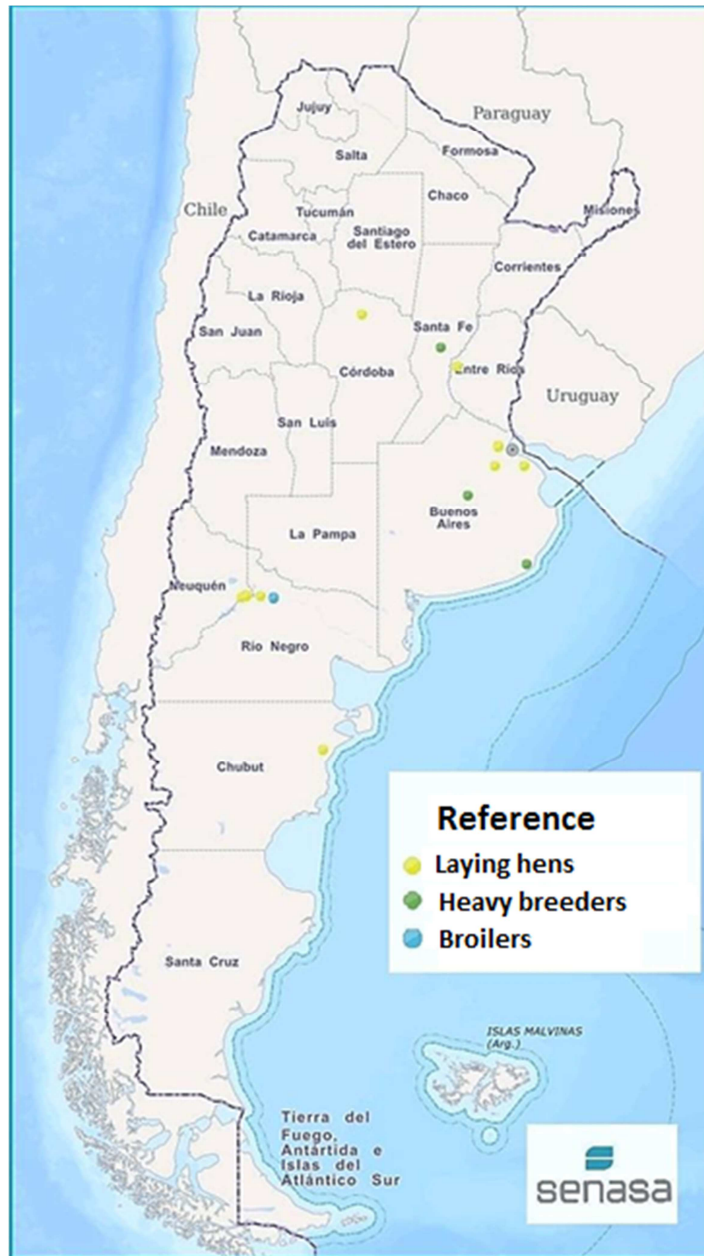 Paraguay
Jujuy
Formosa
Salta
Chaco
Chile
Tucumán
Misiones
Catamarca
Santiago
del Estero
Corrientes
La Rioja
San Juan
Santa Fe
Córdoba
Entre Ríos
San Luis
Uruguay
Mendoza
Buenos
Aires
La Pampa
Neuquén
Río Negro
Chubut
Reference
Laying hens
Heavy breeders
Broilers
Santa Cruz
ISLAS MALVINAS
(Arg.)
Tierra del
Fuego,
Antártida e
Islas del
Atlántico Sur
senasa